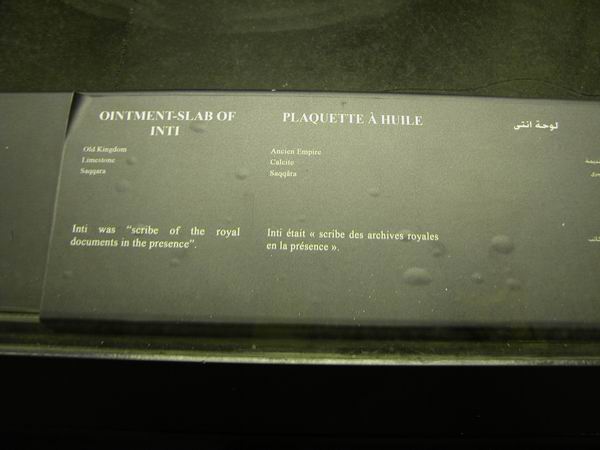 OINTMENT-SLAB OF
INTI
Old Kingdom
Limestone
Saqqara
Inti was “scribe of the royal
documents in the presence”.
PLAQUETTE À HUILE
Ancien Empire
Calcite
Saqqâra
Inti était « scribe des archives royales
en la présence ».
لوحة انتى